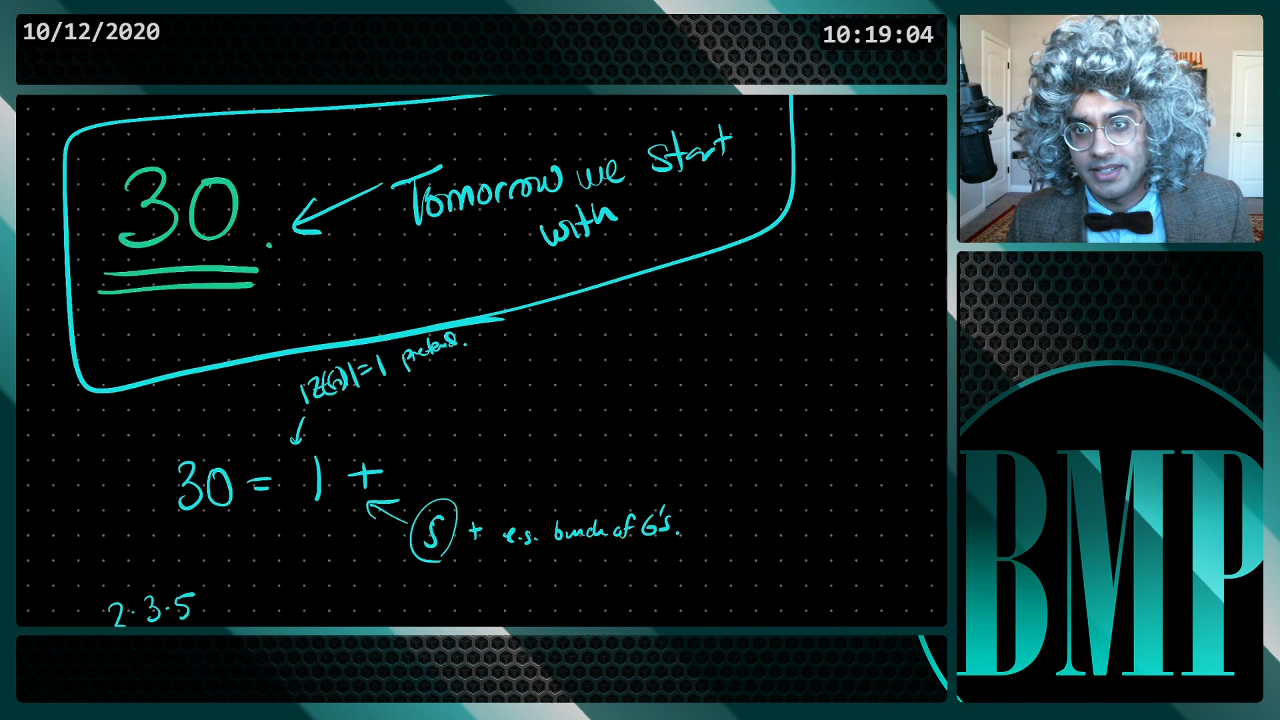 10/12/2020
10:19:04
30. ← Tomorrow we start
with
|Z(G)|=1 pretend.
30 = 1 +
5 + e.g. bunch of 6's.
2·3·5
BMP